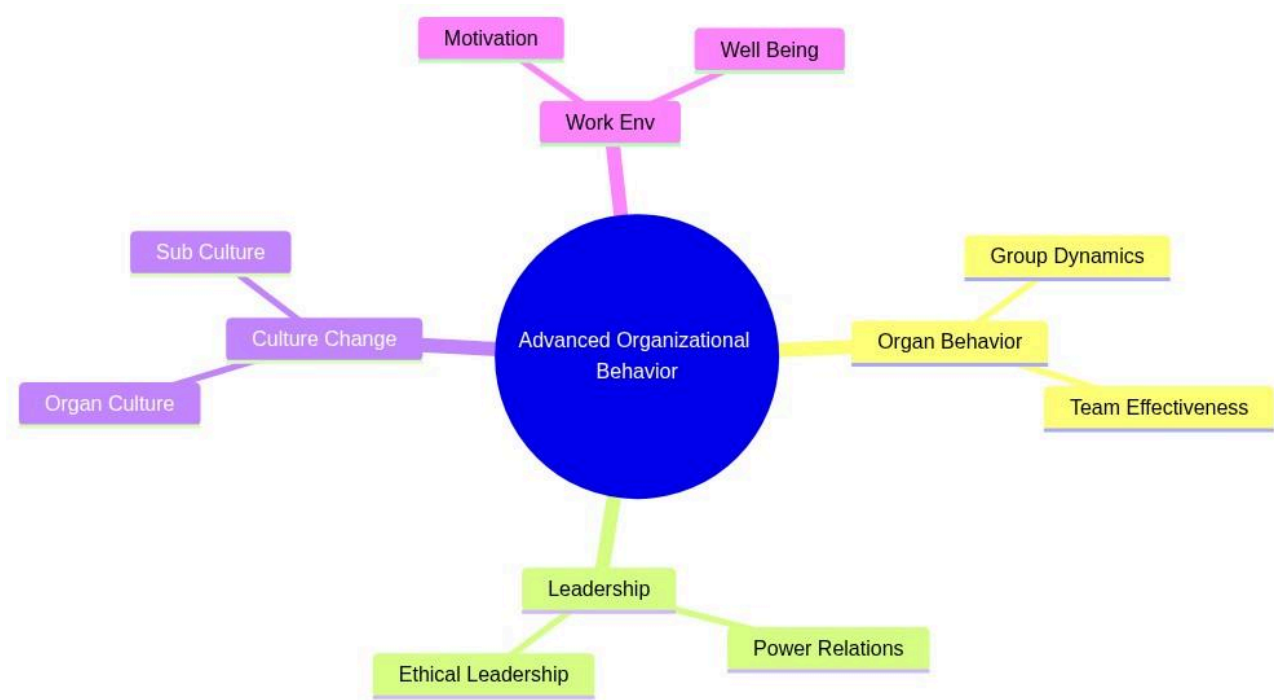 Motivation
Well Being
Work Env
Sub Culture
Group Dynamics
Culture Change
Advanced Organizational
Behavior
Organ Behavior
Organ Culture
Team Effectiveness
Leadership
Power Relations
Ethical Leadership